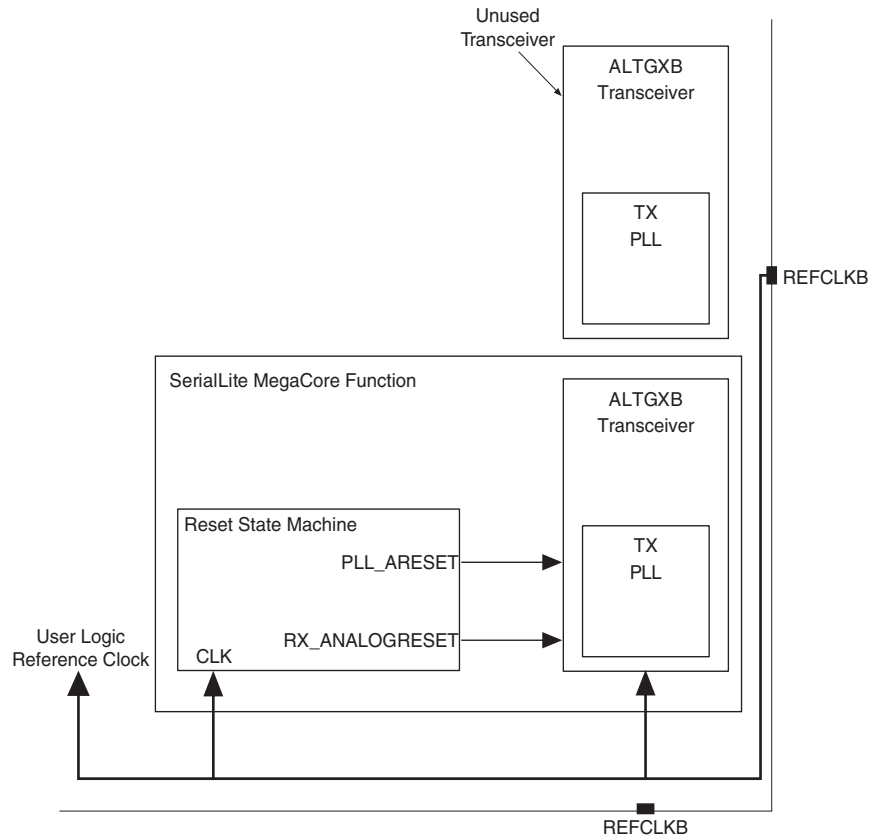 Unused
Transceiver
ALTGXB
Transceiver
TX
PLL
REFCLKB
SerialLite MegaCore Function
ALTGXB
Transceiver
Reset State Machine
PLL_ARESET
TX
PLL
RX_ANALOGRESET
CLK
User Logic
Reference Clock
REFCLKB